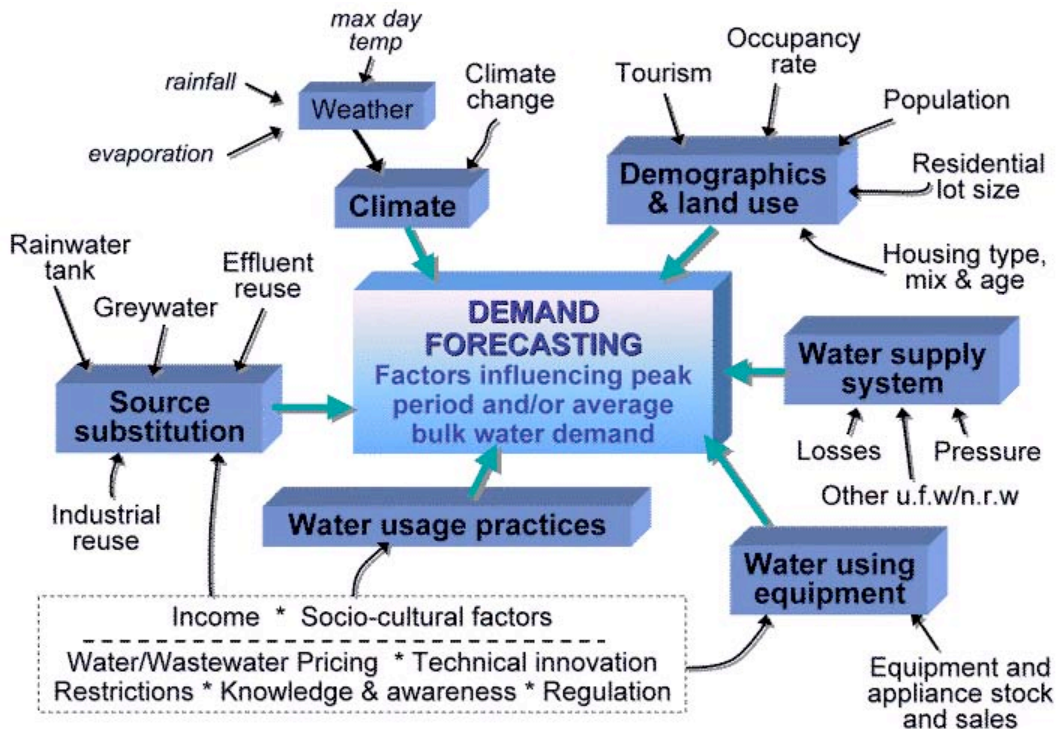 max day
temp
rainfall
Weather
evaporation
Climate
change
Climate
Tourism
Occupancy
rate
Population
Residential
lot size
Demographics
& land use
Housing type,
mix & age
Rainwater
tank
Greywater
Effluent
reuse
Source
substitution
Industrial
reuse
DEMAND
FORECASTING
Factors influencing peak
period and/or average
bulk water demand
Water supply
system
Losses
Pressure
Other u.f.w/n.r.w
Water usage practices
Water using
equipment
Income * Socio-cultural factors
Water/Wastewater Pricing * Technical innovation
Restrictions * Knowledge & awareness * Regulation
Equipment and
appliance stock
and sales